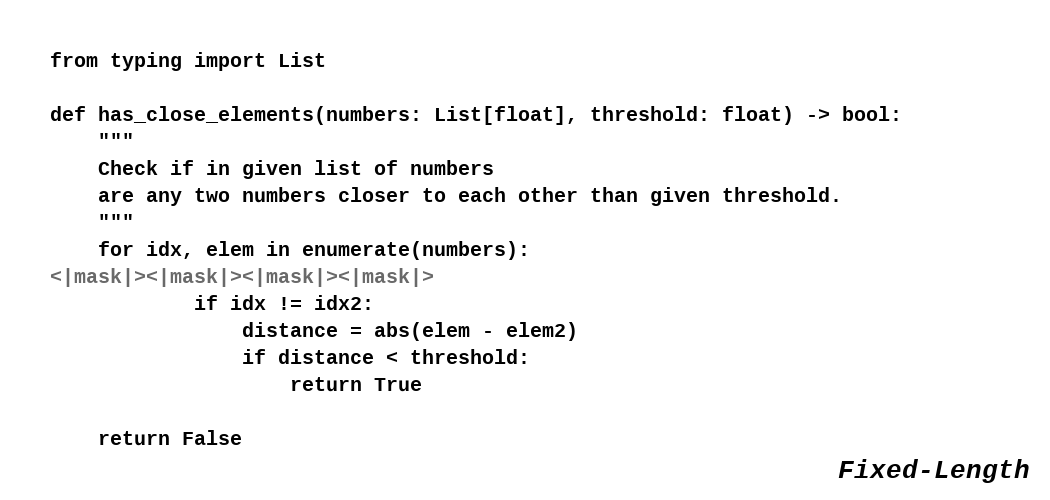 from typing import List

def has_close_elements(numbers: List[float], threshold: float) -> bool:
    """
    Check if in given list of numbers
    are any two numbers closer to each other than given threshold.
    """
    for idx, elem in enumerate(numbers):
<|mask|><|mask|><|mask|><|mask|>
            if idx != idx2:
                distance = abs(elem - elem2)
                if distance < threshold:
                    return True

    return False
Fixed-Length